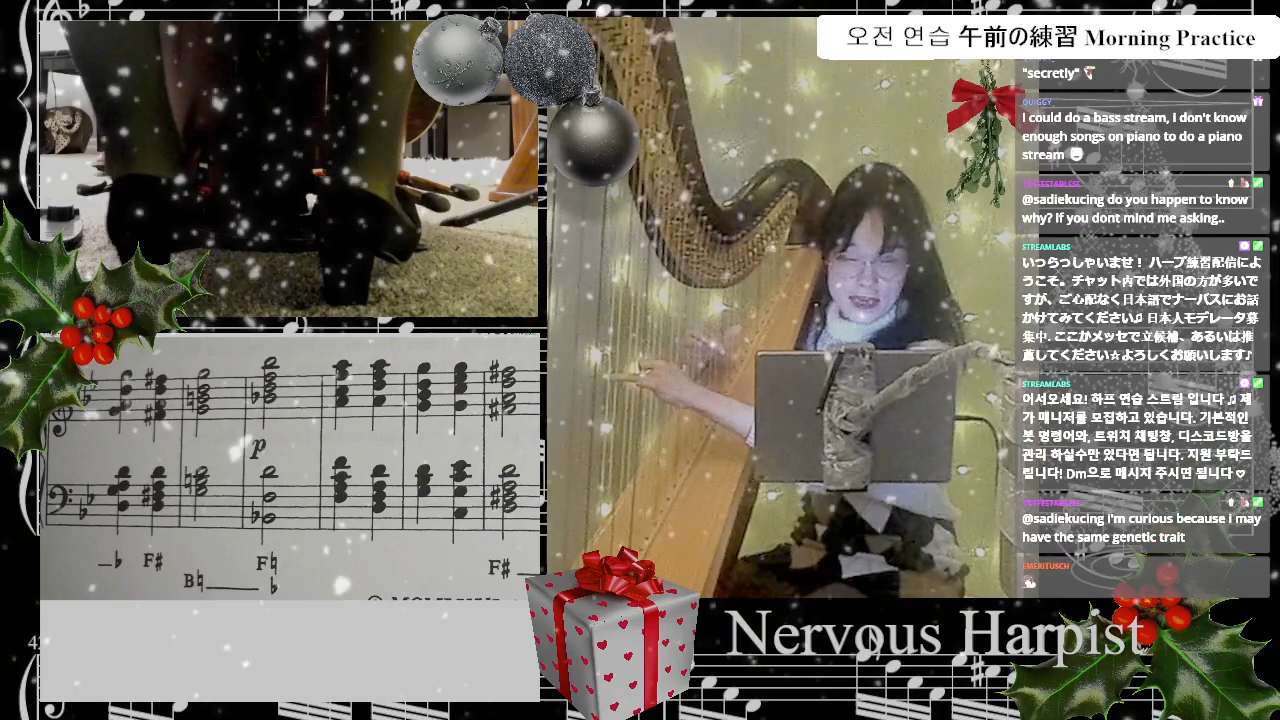 오전 연습 午前の練習 Morning Practice
"secretly"
QUIGGY
I could do a bass stream, I don't know
enough songs on piano to do a piano
stream
@sadiekucing do you happen to know
why? If you dont mind me asking..
STREAMLABS
いつらつしゃいませ！ ハープ練習配信によ
うこそ。チャット内では外国の方が多いで
すが、ご心配なく日本語でナーバスにお話
かけてみてください♫ 日本人モデレータ募
集中. ここかメッセで立候補、あるいは推
薦してください☆よろしくお願いします♪
STREAMLABS
어서오세요! 하프 연습 스트림 입니다 ♫ 제
가 매니저를 모집하고 있습니다. 기본적인
봇 명령어와, 트위치 채팅창, 디스코드방을
관리 하실수만 있다면 됩니다. 지원 부탁드
립니다! Dm으로 메시지 주시면 됩니다 ♡
@sadiekucing I'm curious because I may
have the same genetic trait
EMERITUSCH
p
♭ F#
B♮
F♮
♭
F#
Nervous Harpist